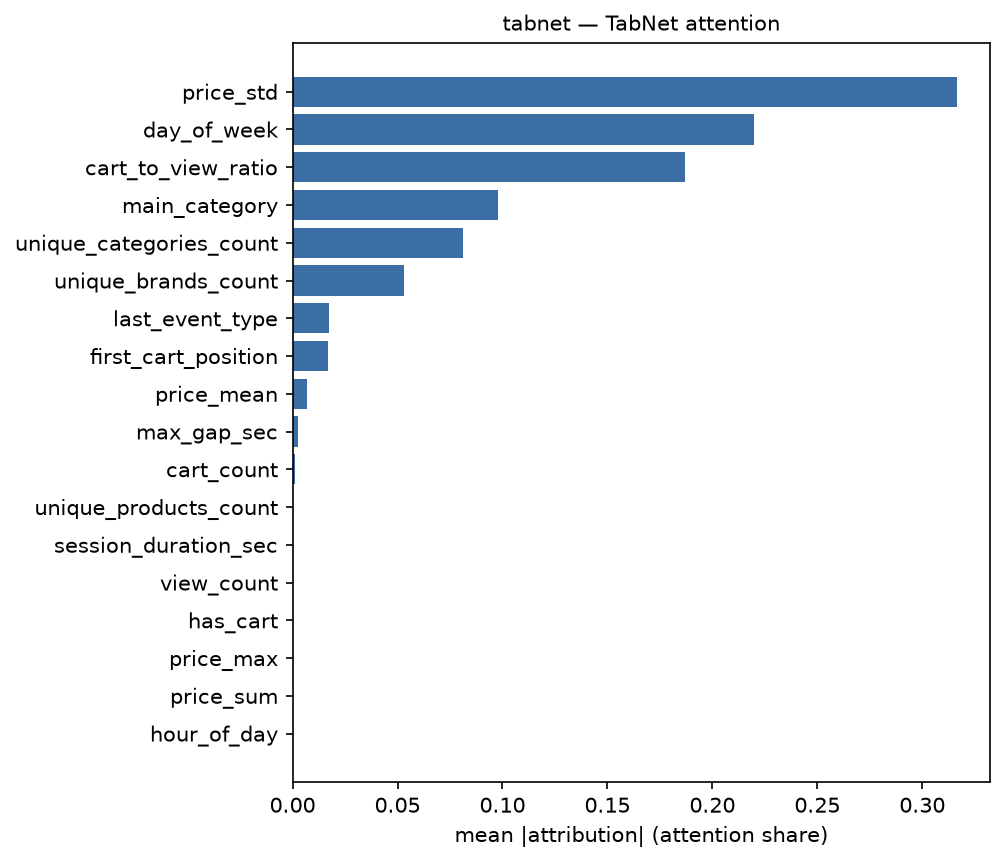 tabnet — TabNet attention
price_std
day_of_week
cart_to_view_ratio
main_category
unique_categories_count
unique_brands_count
last_event_type
first_cart_position
price_mean
max_gap_sec
cart_count
unique_products_count
session_duration_sec
view_count
has_cart
price_max
price_sum
hour_of_day
0.00 0.05 0.10 0.15 0.20 0.25 0.30
mean |attribution| (attention share)